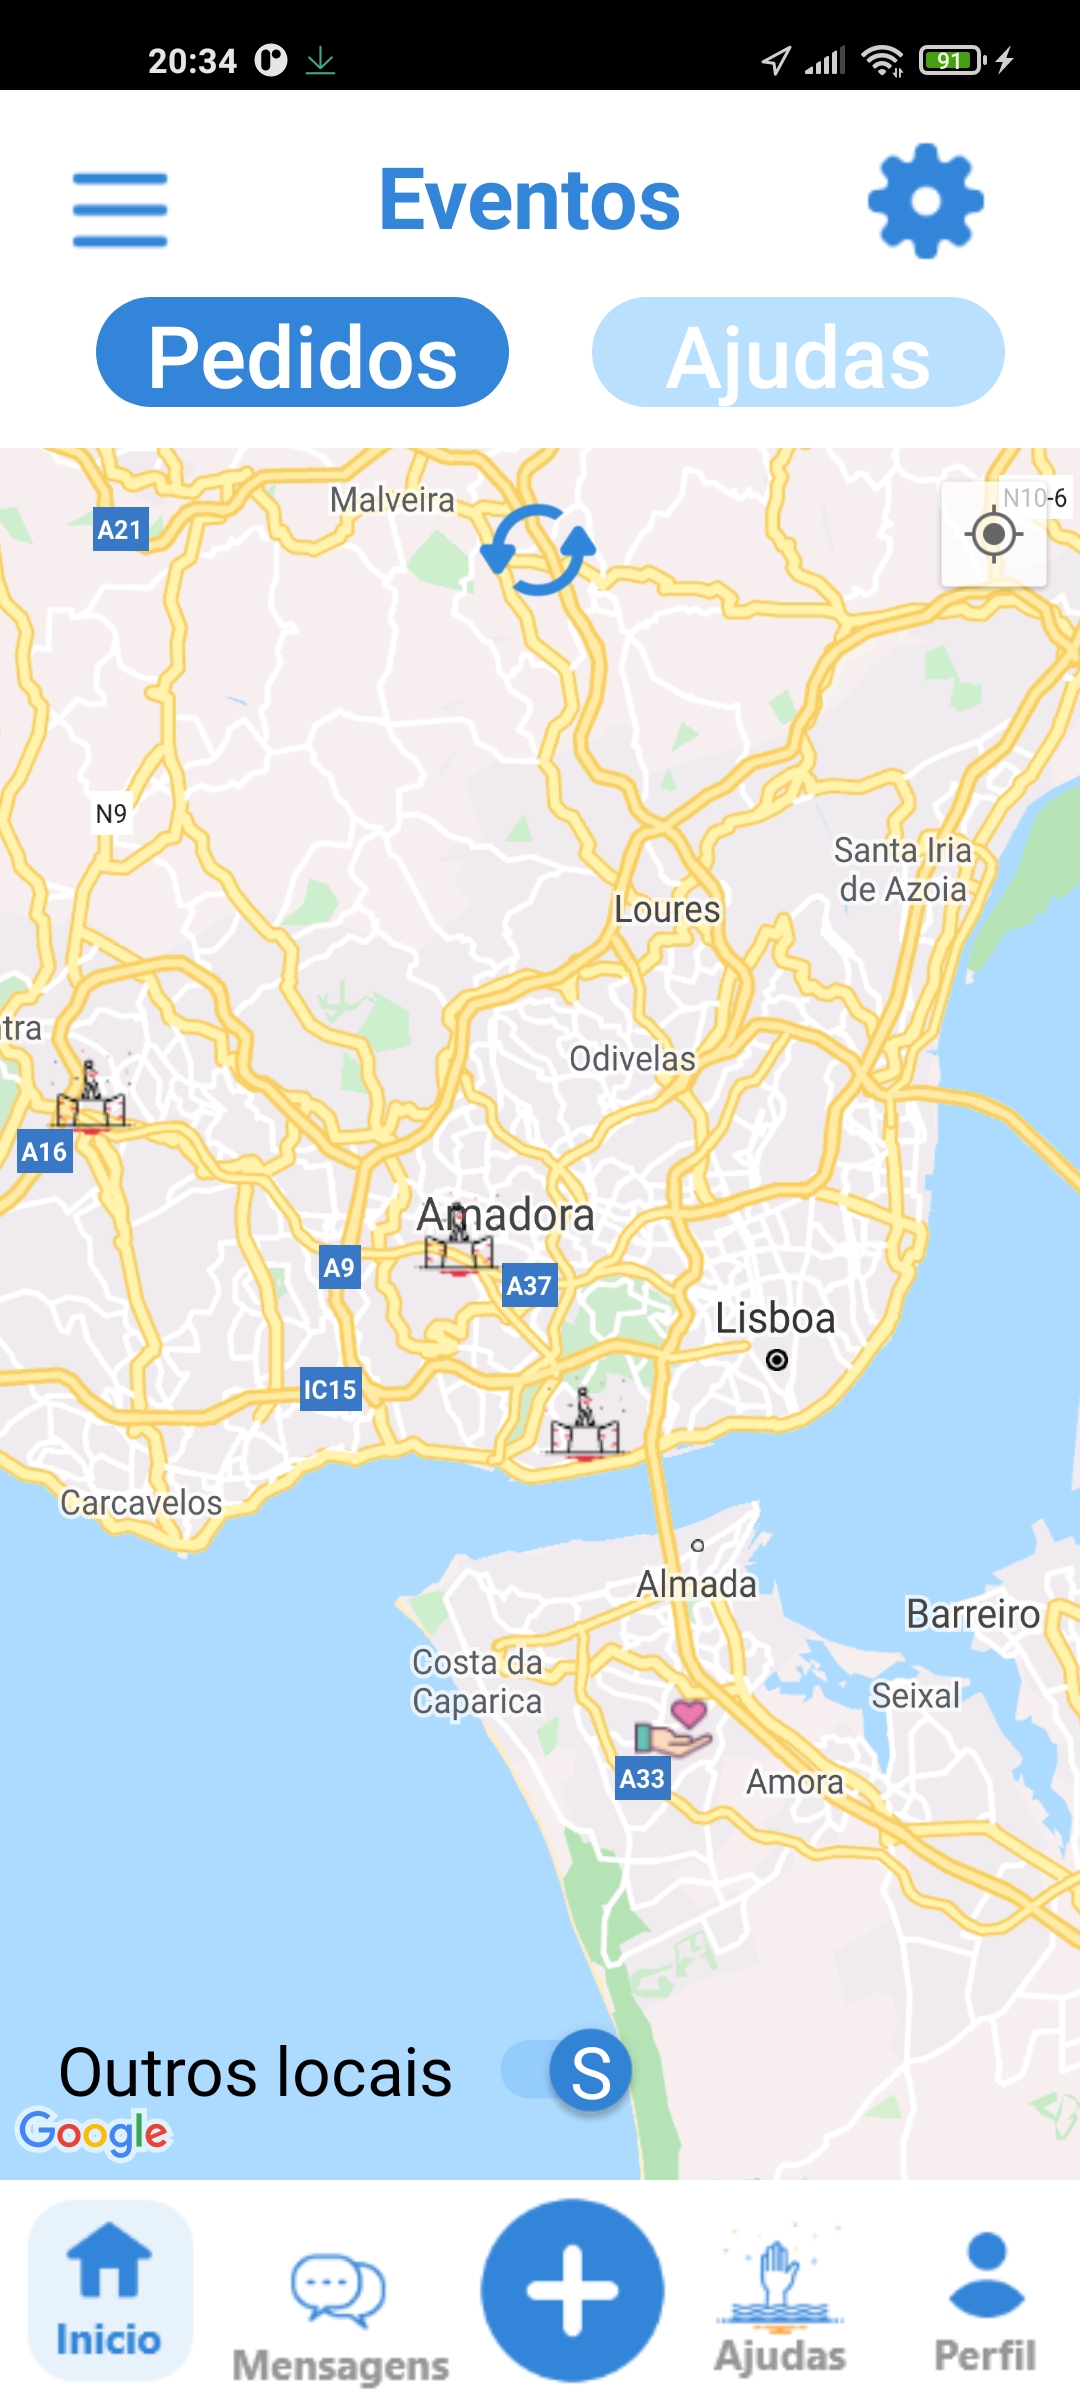 20:34
91
Eventos
Pedidos
Ajudas
Malveira
N10-6
A21
N9
Santa Iria
de Azoia
Loures
tra
Odivelas
A16
Amadora
A9
A37
Lisboa
IC15
Carcavelos
Almada
Barreiro
Costa da
Caparica
Seixal
A33
Amora
Outros locais
S
Google
Inicio
Mensagens
Ajudas
Perfil